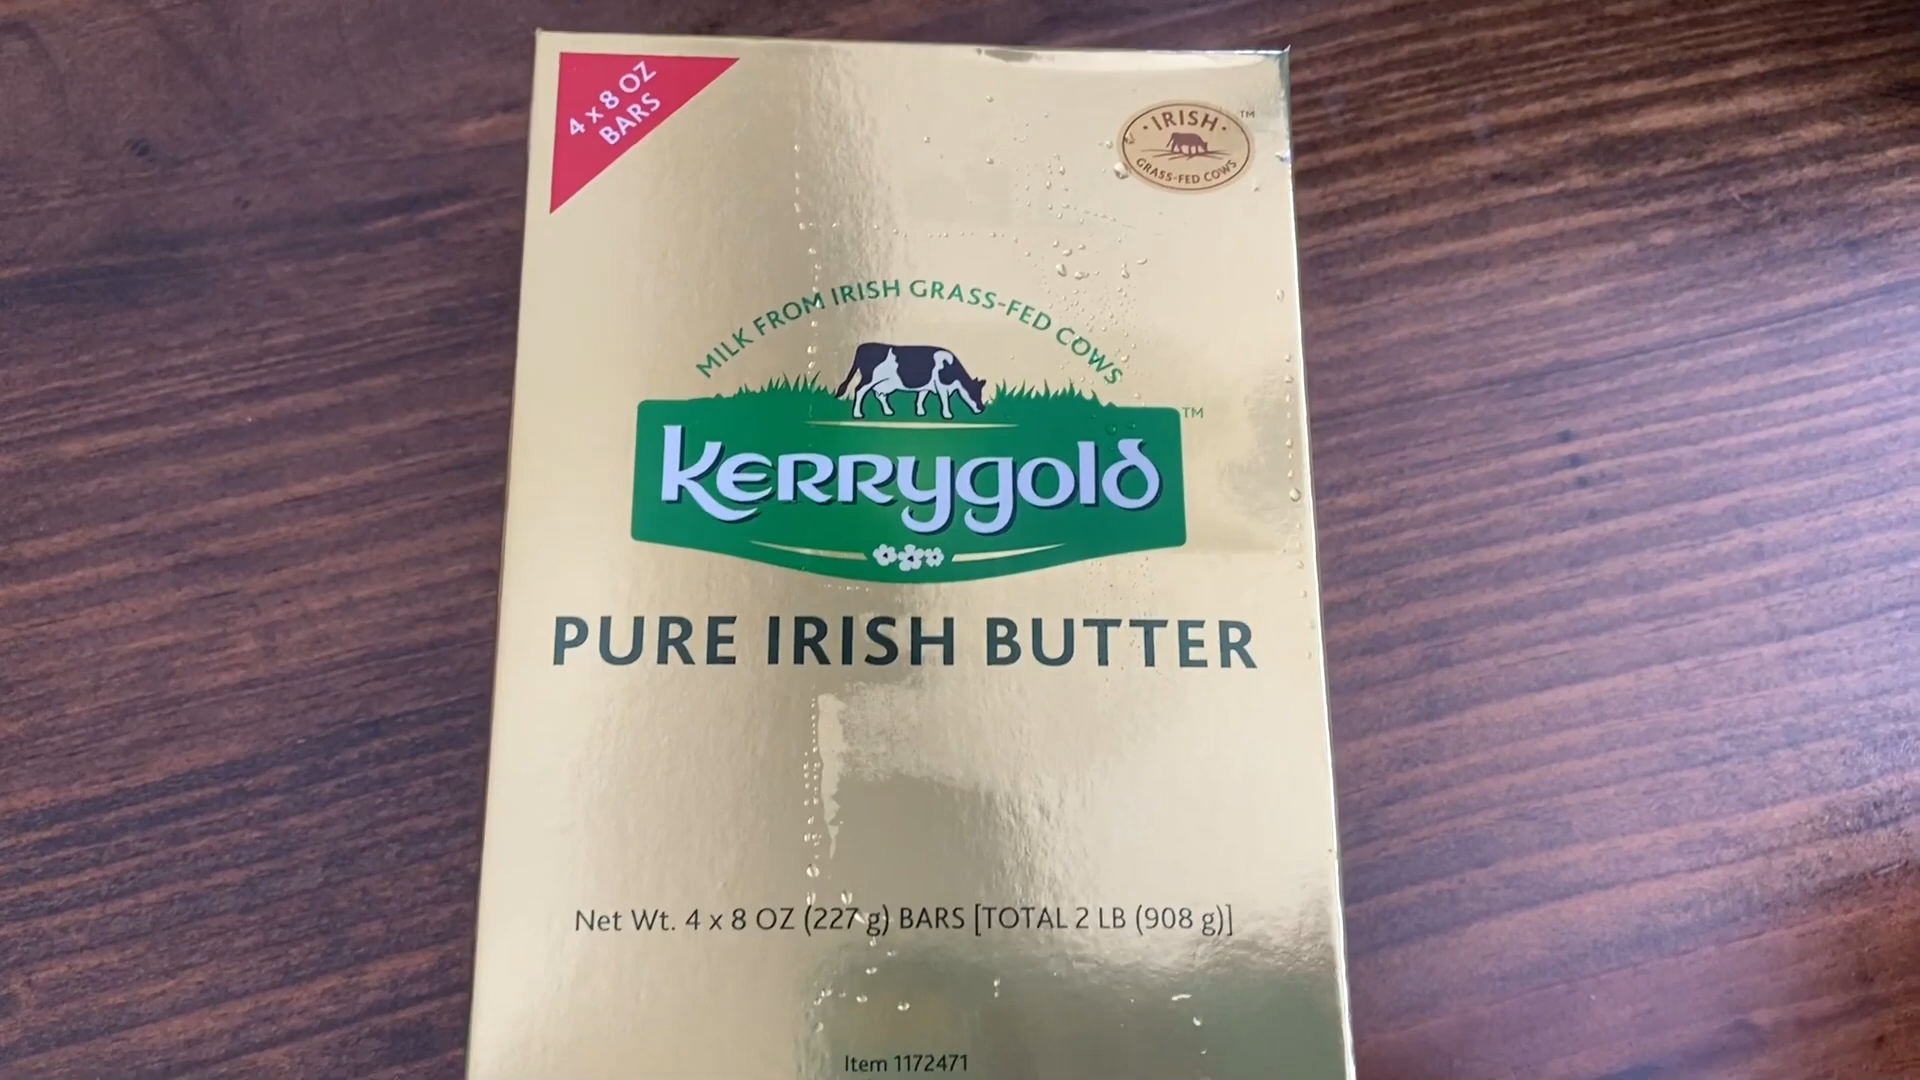 4 x 8 OZ
BARS
IRISH
™
GRASS-FED COWS
MILK FROM IRISH GRASS-FED COWS
Kerrygold
™
PURE IRISH BUTTER
Net Wt. 4 x 8 OZ (227 g) BARS [TOTAL 2 LB (908 g)]
Item 1172471